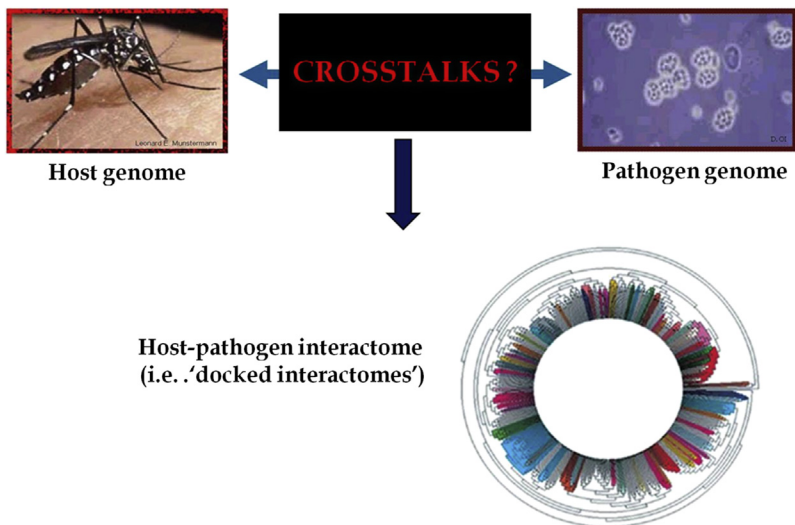 CROSSTALKS ?
Leonard E. Munstermann
Host genome
Pathogen genome
Host-pathogen interactome
(i.e. .‘docked interactomes’)